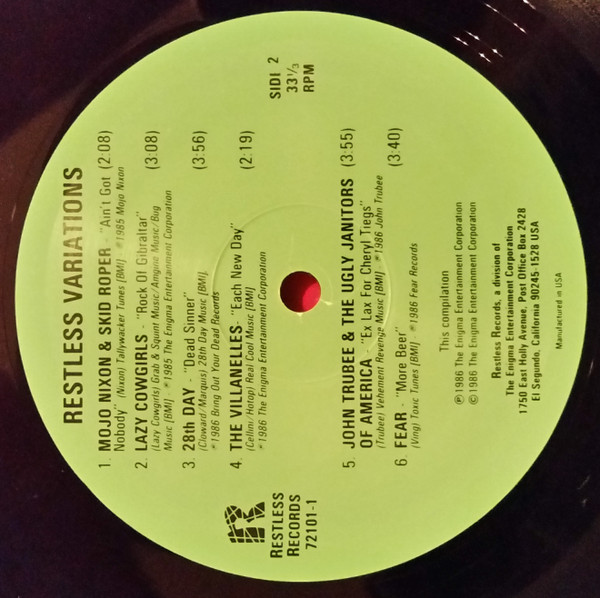 RESTLESS VARIATIONS
1. MOJO NIXON & SKID ROPER - "Ain't Got (2:08)
Nobody" (Nixon) Tallywacker Tunes [BMI] ℗1985 Mojo Nixon
2. LAZY COWGIRLS - "Rock Of Gibraltar" (3:08)
(Lazy Cowgirls) Grab & Squint Music/Amgine Music/Bug
Music [BMI] ℗1985 The Enigma Entertainment Corporation
3. 28th DAY - "Dead Sinner" (3:56)
(Cloward/Marquis) 28th Day Music [BMI]
℗1986 Bring Out Your Dead Records
4. THE VILLANELLES- "Each New Day" (2:19)
(Cellini/Hotop) Real Cool Music [BMI]
℗1986 The Enigma Entertainment Corporation
SIDE 2
33⅓
RPM
R
RESTLESS
RECORDS
72101-1
5. JOHN TRUBEE & THE UGLY JANITORS (3:55)
OF AMERICA - "Ex Lax For Cheryl Tiegs"
(Trubee) Vehement Revenge Music [BMI] ℗1986 John Trubee
6. FEAR - "More Beer" (3:40)
(Ving) Toxic Tunes [BMI] ℗1986 Fear Records
This compilation
℗1986 The Enigma Entertainment Corporation
©1986 The Enigma Entertainment Corporation
Restless Records, a division of
The Enigma Entertainment Corporation
1750 East Holly Avenue, Post Office Box 2428
El Segundo, California 90245-1528 USA
Manufactured in USA